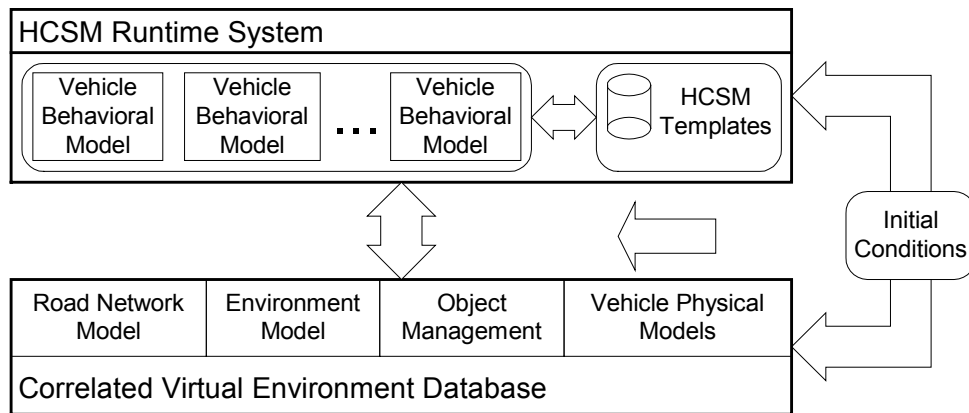 HCSM Runtime System
Vehicle
Behavioral
Model
Vehicle
Behavioral
Model
...
Vehicle
Behavioral
Model
HCSM
Templates
Initial
Conditions
Road Network
Model
Environment
Model
Object
Management
Vehicle Physical
Models
Correlated Virtual Environment Database